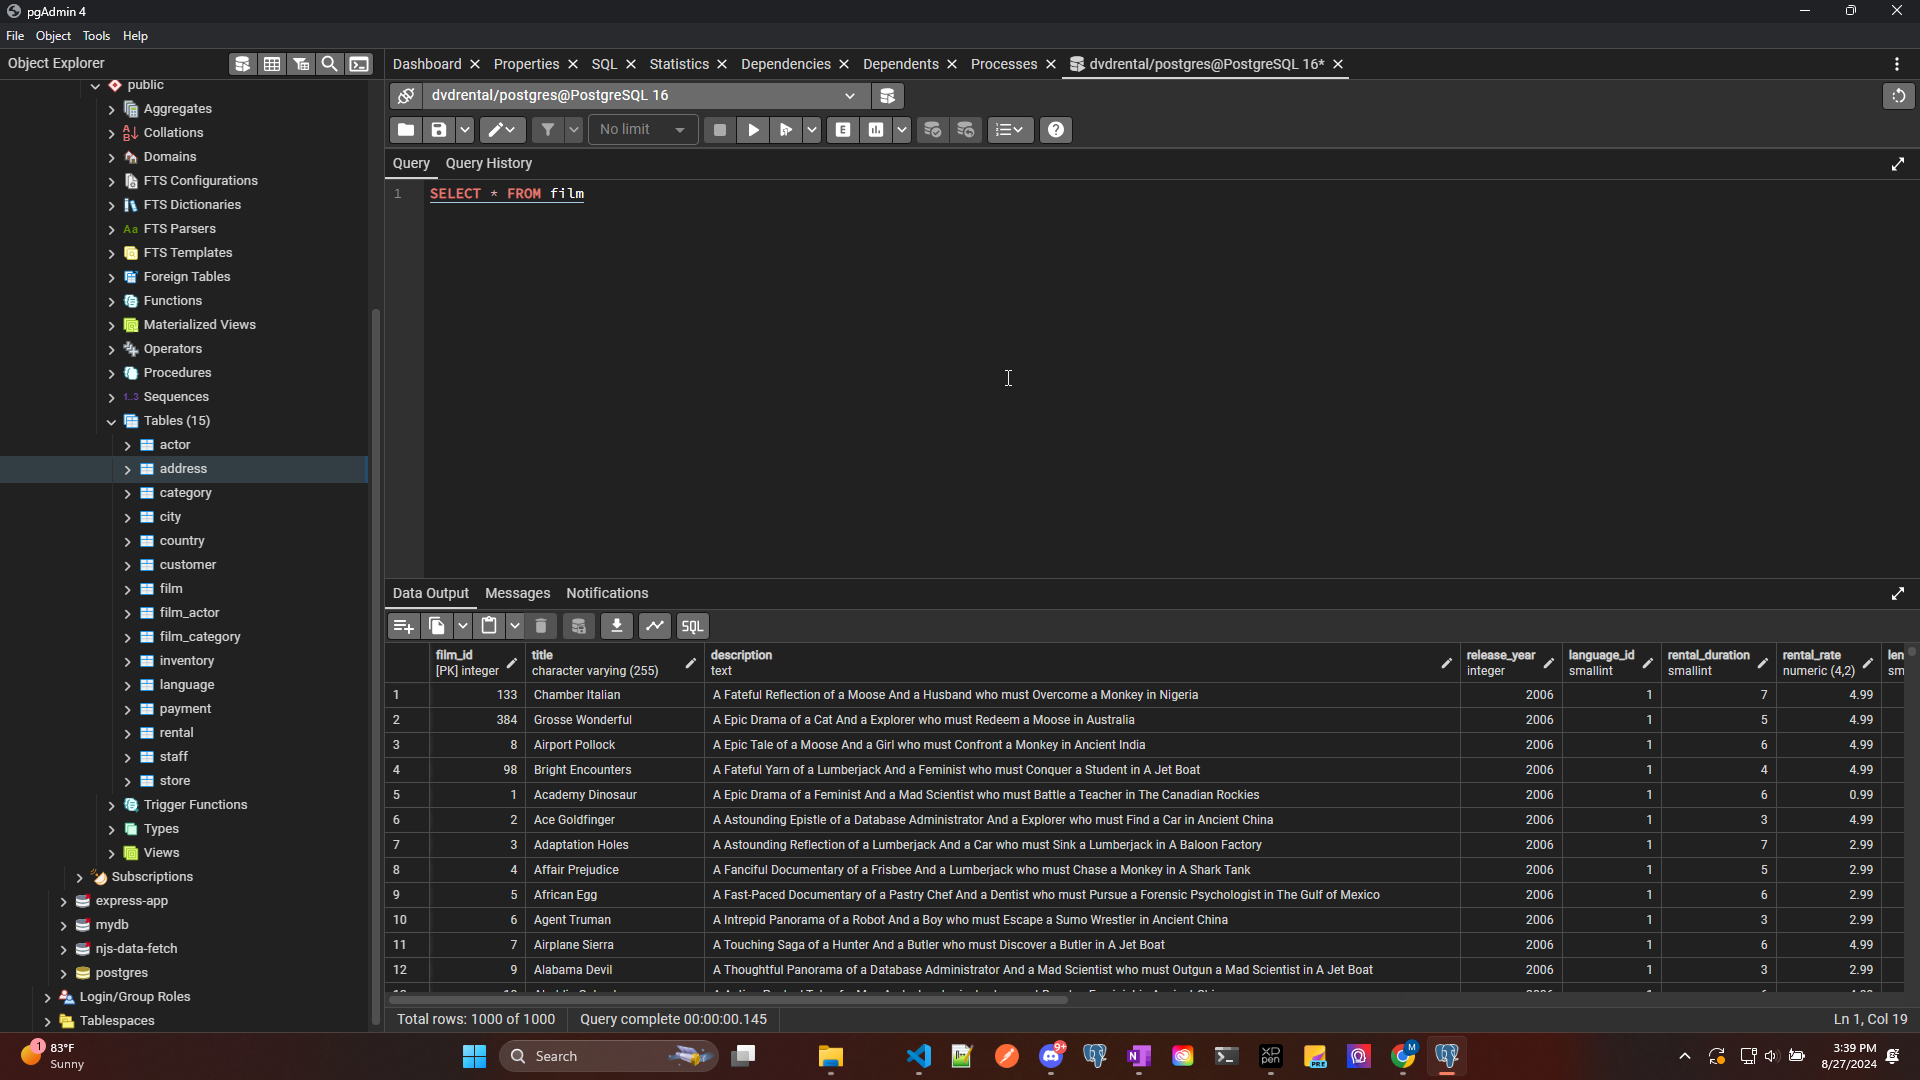 pgAdmin 4
File Object Tools Help
Object Explorer
Dashboard Properties SQL Statistics Dependencies Dependents Processes dvdrental/postgres@PostgreSQL 16*
public
Aggregates
Collations
Domains
FTS Configurations
FTS Dictionaries
Aa FTS Parsers
FTS Templates
Foreign Tables
Functions
Materialized Views
Operators
Procedures
1..3 Sequences
Tables (15)
actor
address
category
city
country
customer
film
film_actor
film_category
inventory
language
payment
rental
staff
store
Trigger Functions
Types
Views
Subscriptions
express-app
mydb
njs-data-fetch
postgres
Login/Group Roles
Tablespaces
dvdrental/postgres@PostgreSQL 16
No limit E
Query Query History
1 SELECT * FROM film
Data Output Messages Notifications
SQL
film_id title description release_year language_id rental_duration rental_rate len
[PK] integer character varying (255) text integer smallint smallint numeric (4,2) sm
1 133 Chamber Italian A Fateful Reflection of a Moose And a Husband who must Overcome a Monkey in Nigeria 2006 1 7 4.99
2 384 Grosse Wonderful A Epic Drama of a Cat And a Explorer who must Redeem a Moose in Australia 2006 1 5 4.99
3 8 Airport Pollock A Epic Tale of a Moose And a Girl who must Confront a Monkey in Ancient India 2006 1 6 4.99
4 98 Bright Encounters A Fateful Yarn of a Lumberjack And a Feminist who must Conquer a Student in A Jet Boat 2006 1 4 4.99
5 1 Academy Dinosaur A Epic Drama of a Feminist And a Mad Scientist who must Battle a Teacher in The Canadian Rockies 2006 1 6 0.99
6 2 Ace Goldfinger A Astounding Epistle of a Database Administrator And a Explorer who must Find a Car in Ancient China 2006 1 3 4.99
7 3 Adaptation Holes A Astounding Reflection of a Lumberjack And a Car who must Sink a Lumberjack in A Baloon Factory 2006 1 7 2.99
8 4 Affair Prejudice A Fanciful Documentary of a Frisbee And a Lumberjack who must Chase a Monkey in A Shark Tank 2006 1 5 2.99
9 5 African Egg A Fast-Paced Documentary of a Pastry Chef And a Dentist who must Pursue a Forensic Psychologist in The Gulf of Mexico 2006 1 6 2.99
10 6 Agent Truman A Intrepid Panorama of a Robot And a Boy who must Escape a Sumo Wrestler in Ancient China 2006 1 3 2.99
11 7 Airplane Sierra A Touching Saga of a Hunter And a Butler who must Discover a Butler in A Jet Boat 2006 1 6 4.99
12 9 Alabama Devil A Thoughtful Panorama of a Database Administrator And a Mad Scientist who must Outgun a Mad Scientist in A Jet Boat 2006 1 3 2.99
Total rows: 1000 of 1000 Query complete 00:00:00.145 Ln 1, Col 19
1 83°F
Sunny
Search
9+
XP
pen
PRE
M
3:39 PM
8/27/2024